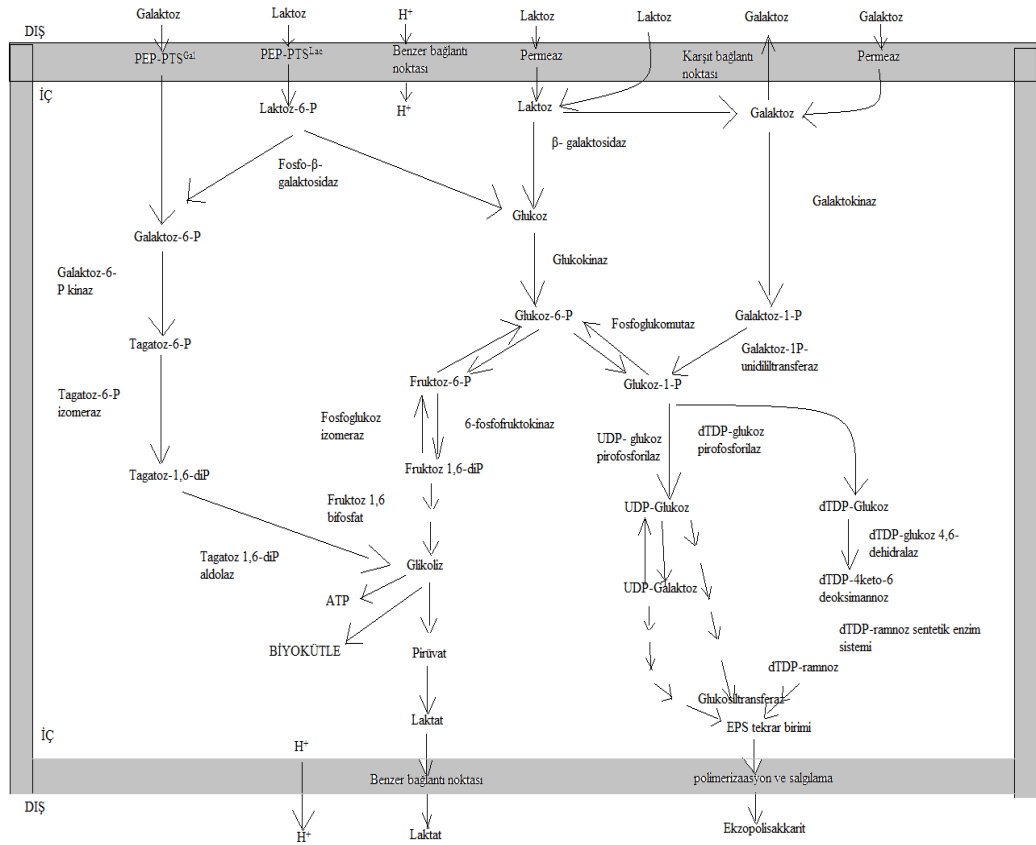 Galaktoz
Laktoz
H⁺
Laktoz
Laktoz
Galaktoz
Galaktoz
DIŞ
PEP-PTSᴳᵃˡ
PEP-PTSᴸᵃᶜ
Benzer bağlantı
noktası
Permeaz
Karşıt bağlantı
noktası
Permeaz
İÇ
Laktoz-6-P
H⁺
Laktoz
Galaktoz
β- galaktosidaz
Fosfo-β-
galaktosidaz
Galaktokinaz
Glukoz
Galaktoz-6-P
Glukokinaz
Galaktoz-6-
P kinaz
Glukoz-6-P
Fosfoglukomutaz
Galaktoz-1-P
Tagatoz-6-P
Galaktoz-1P-
unidililtransferaz
Fruktoz-6-P
Glukoz-1-P
Tagatoz-6-P
izomeraz
Fosfoglukoz
izomeraz
6-fosfofruktokinaz
UDP- glukoz
pirofosforilaz
dTDP-glukoz
pirofosforilaz
Tagatoz-1,6-diP
Fruktoz 1,6-diP
Fruktoz 1,6
bifosfat
UDP-Glukoz
dTDP-Glukoz
dTDP-glukoz 4,6-
dehidralaz
Tagatoz 1,6-diP
aldolaz
Glikoliz
UDP-Galaktoz
dTDP-4keto-6
deoksimannoz
ATP
dTDP-ramnoz sentetik enzim
sistemi
BİYOKÜTLE
Pirüvat
dTDP-ramnoz
Glukosiltransferaz
Laktat
EPS tekrar birimi
İÇ
H⁺
Benzer bağlantı noktası
polimerizaasyon ve salgılama
DIŞ
H⁺
Laktat
Ekzopolisakkarit